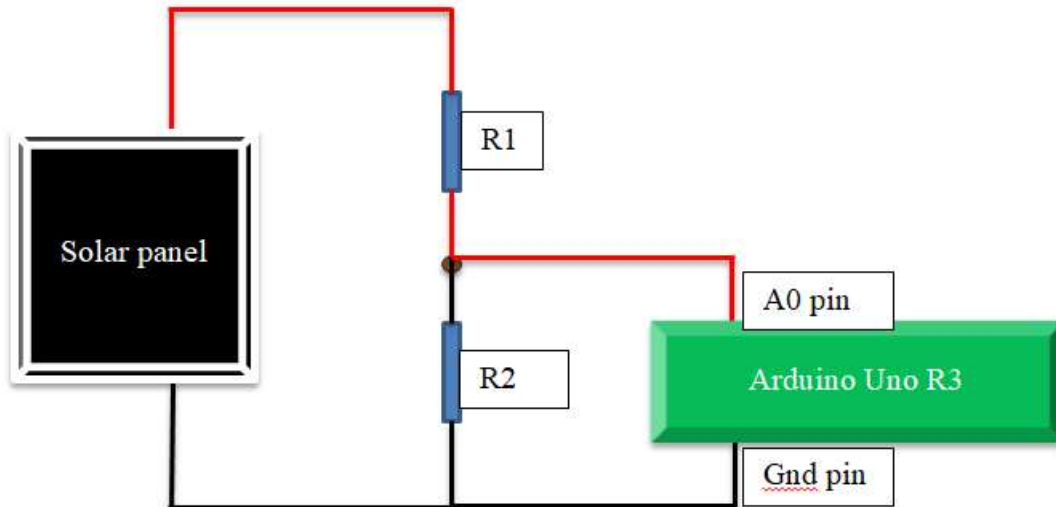 R1
Solar panel
A0 pin
R2
Arduino Uno R3
Gnd pin